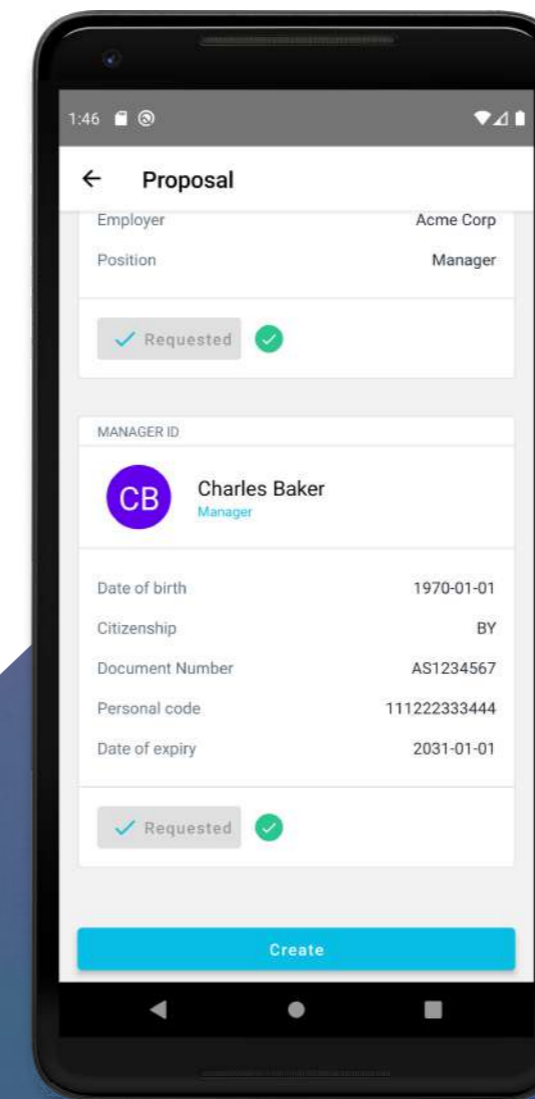 1:46
Proposal
Employer Acme Corp
Position Manager
Requested
MANAGER ID
CB
Charles Baker
Manager
Date of birth 1970-01-01
Citizenship BY
Document Number AS1234567
Personal code 111222333444
Date of expiry 2031-01-01
Requested
Create